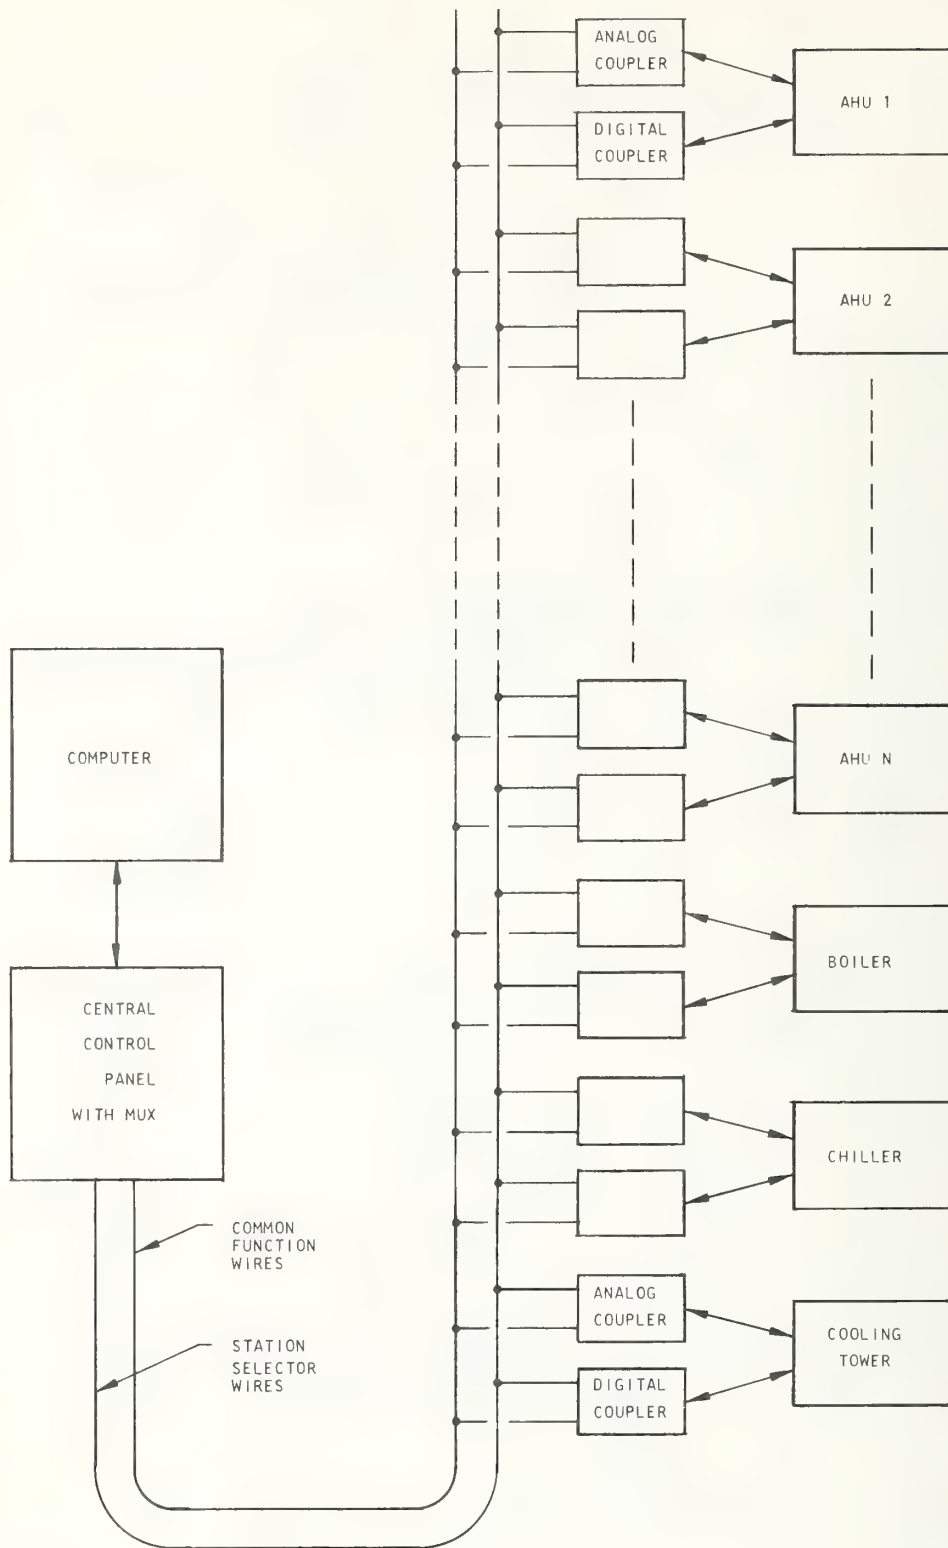 ANALOG
COUPLER
AHU 1
DIGITAL
COUPLER
AHU 2
COMPUTER
AHU N
BOILER
CENTRAL
CONTROL
PANEL
WITH MUX
CHILLER
COMMON
FUNCTION
WIRES
STATION
SELECTOR
WIRES
ANALOG
COUPLER
COOLING
TOWER
DIGITAL
COUPLER